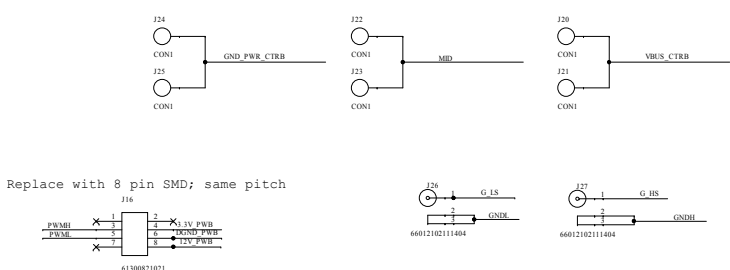 J24
J22
J20
CON1
GND_PWR_CTRB
CON1
MID
CON1
VBUS_CTRB
J25
J23
J21
CON1
CON1
CON1
Replace with 8 pin SMD; same pitch
J16
1 2
PWMH 3 4 3.3V_PWB
PWML 5 6 DGND_PWB
7 8 12V_PWB
61300821021
J26
1 G_LS
2
3 GNDL
66012102111404
J27
1 G_HS
2
3 GNDH
66012102111404